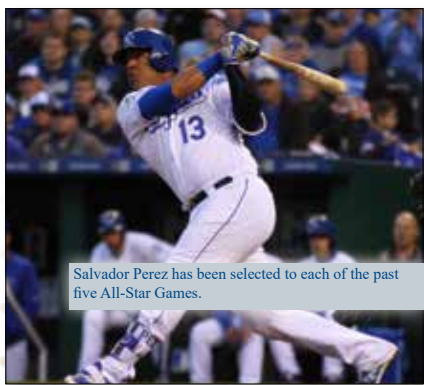 13
Salvador Perez has been selected to each of the past
five All-Star Games.